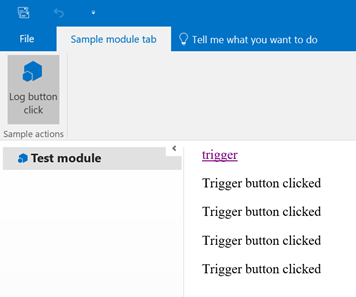 File
Sample module tab
Tell me what you want to do
Log button
click
Sample actions
Test module
trigger
Trigger button clicked
Trigger button clicked
Trigger button clicked
Trigger button clicked